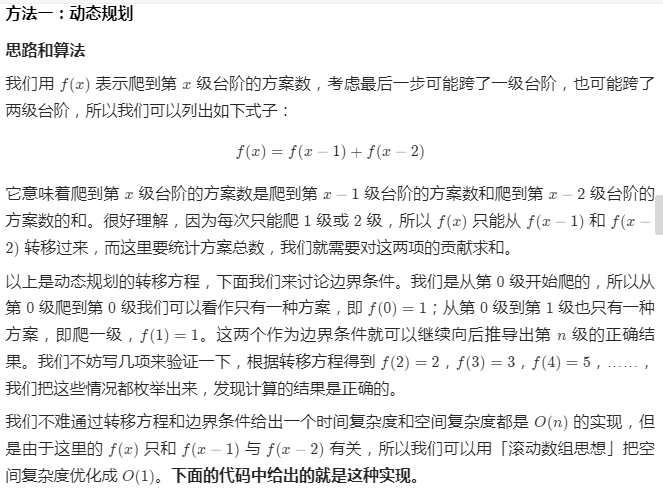 方法一：动态规划
思路和算法
我们用 f(x) 表示爬到第 x 级台阶的方案数，考虑最后一步可能跨了一级台阶，也可能跨了
两级台阶，所以我们可以列出如下式子：
f(x) = f(x − 1) + f(x − 2)
它意味着爬到第 x 级台阶的方案数是爬到第 x − 1 级台阶的方案数和爬到第 x − 2 级台阶的
方案数的和。很好理解，因为每次只能爬 1 级或 2 级，所以 f(x) 只能从 f(x − 1) 和 f(x −
2) 转移过来，而这里要统计方案总数，我们就需要对这两项的贡献求和。
以上是动态规划的转移方程，下面我们来讨论边界条件。我们是从第 0 级开始爬的，所以从
第 0 级爬到第 0 级我们可以看作只有一种方案，即 f(0) = 1；从第 0 级到第 1 级也只有一种
方案，即爬一级，f(1) = 1。这两个作为边界条件就可以继续向后推导出第 n 级的正确结
果。我们不妨写几项来验证一下，根据转移方程得到 f(2) = 2，f(3) = 3，f(4) = 5，……，
我们把这些情况都枚举出来，发现计算的结果是正确的。
我们不难通过转移方程和边界条件给出一个时间复杂度和空间复杂度都是 O(n) 的实现，但
是由于这里的 f(x) 只和 f(x − 1) 与 f(x − 2) 有关，所以我们可以用「滚动数组思想」把空
间复杂度优化成 O(1)。下面的代码中给出的就是这种实现。